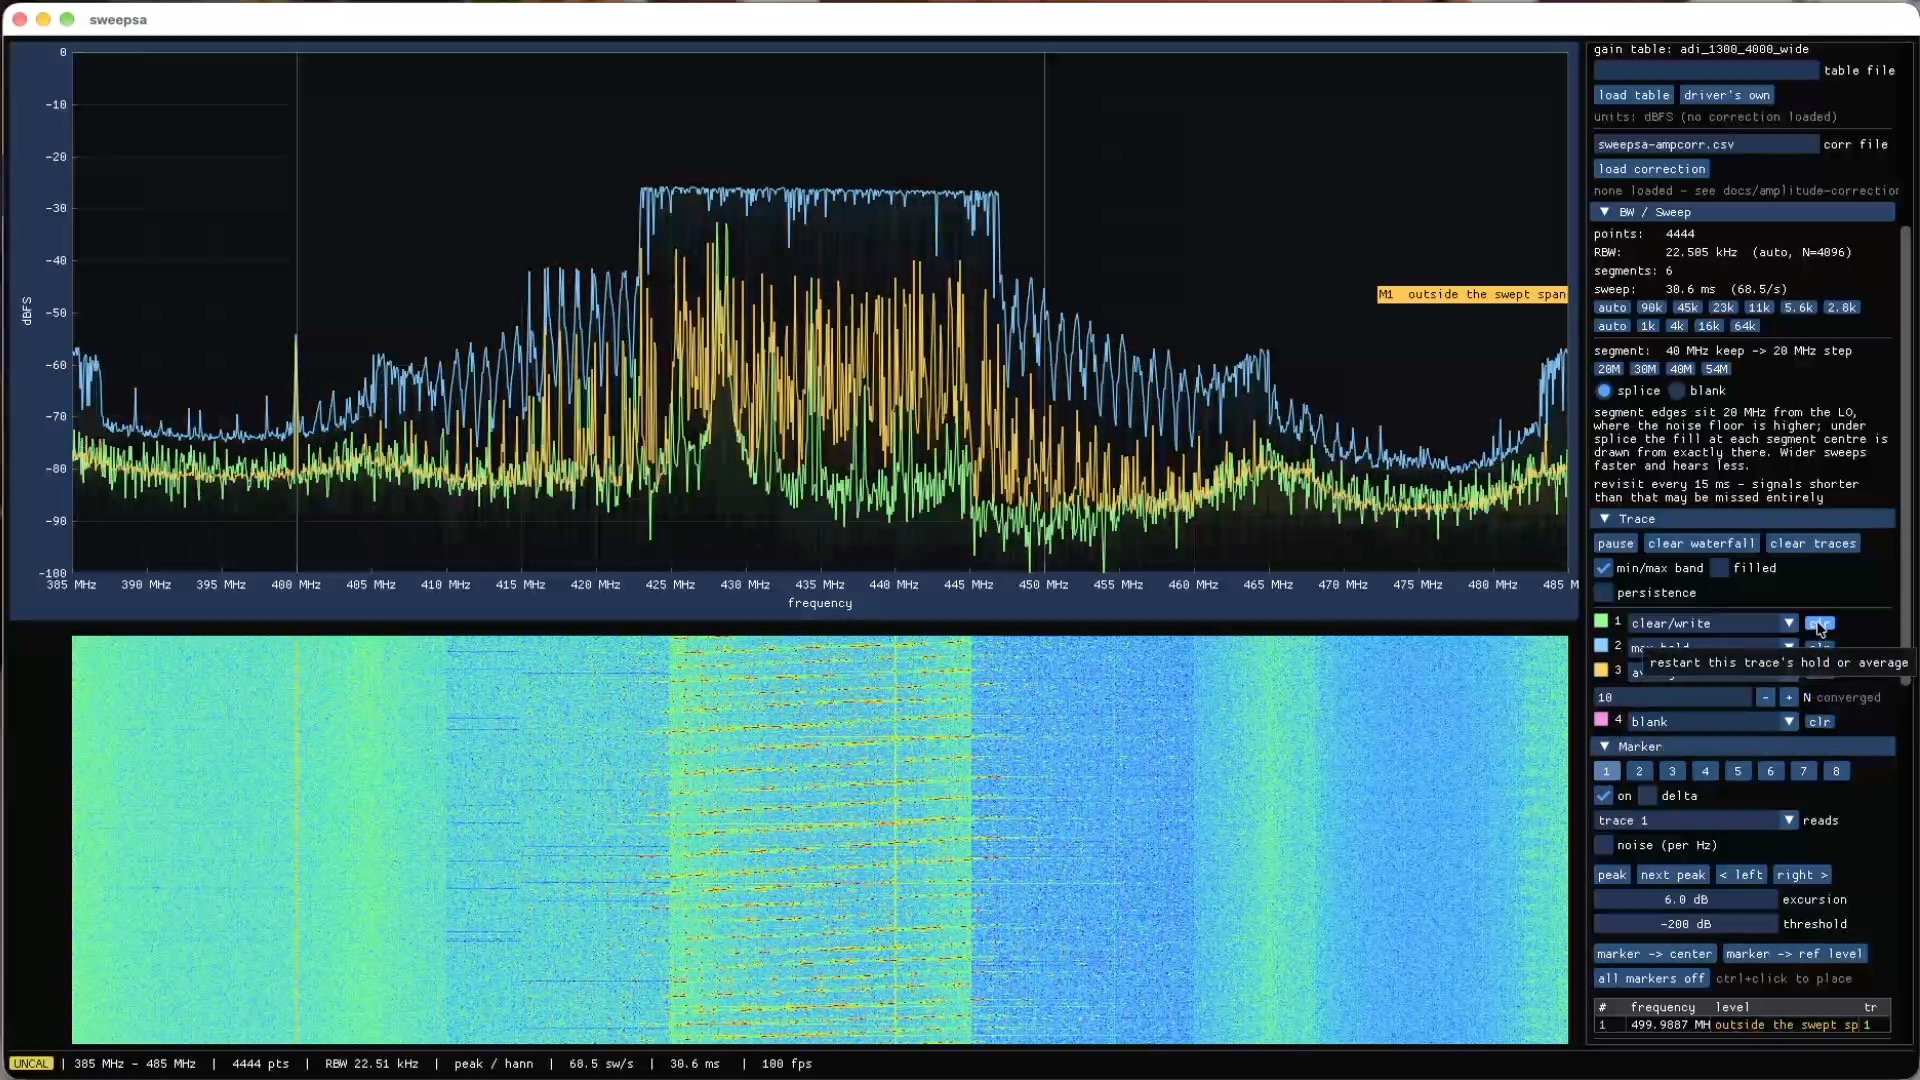 sweepsa
0
-10
-20
-30
-40
-50
-60
-70
-80
-90
-100
dBFS
M1 outside the swept span
385 MHz 390 MHz 395 MHz 400 MHz 405 MHz 410 MHz 415 MHz 420 MHz 425 MHz 430 MHz 435 MHz 440 MHz 445 MHz 450 MHz 455 MHz 460 MHz 465 MHz 470 MHz 475 MHz 480 MHz 485 M
frequency
gain table: adi_1300_4000_wide
table file
load table driver's own
units: dBFS (no correction loaded)
sweepsa-ampcorr.csv corr file
load correction
none loaded - see docs/amplitude-correction
BW / Sweep
points: 4444
RBW: 22.505 kHz (auto, N=4096)
segments: 6
sweep: 30.6 ms (68.5/s)
auto 90k 45k 23k 11k 5.6k 2.8k
auto 1k 4k 16k 64k
segment: 40 MHz keep -> 20 MHz step
20M 30M 40M 54M
splice blank
segment edges sit 20 MHz from the LO,
where the noise floor is higher; under
splice the fill at each segment centre is
drawn from exactly there. Wider sweeps
faster and hears less.
revisit every 15 ms - signals shorter
than that may be missed entirely
Trace
pause clear waterfall clear traces
min/max band filled
persistence
1 clear/write
2
restart this trace's hold or average
3
10 - + N converged
4 blank clr
Marker
1 2 3 4 5 6 7 8
on delta
trace 1 reads
noise (per Hz)
peak next peak < left right >
6.0 dB excursion
-200 dB threshold
marker -> center marker -> ref level
all markers off ctrl+click to place
# frequency level tr
1 499.9887 MH outside the swept sp 1
UNCAL | 385 MHz - 485 MHz | 4444 pts | RBW 22.51 kHz | peak / hann | 68.5 sw/s | 30.6 ms | 100 fps